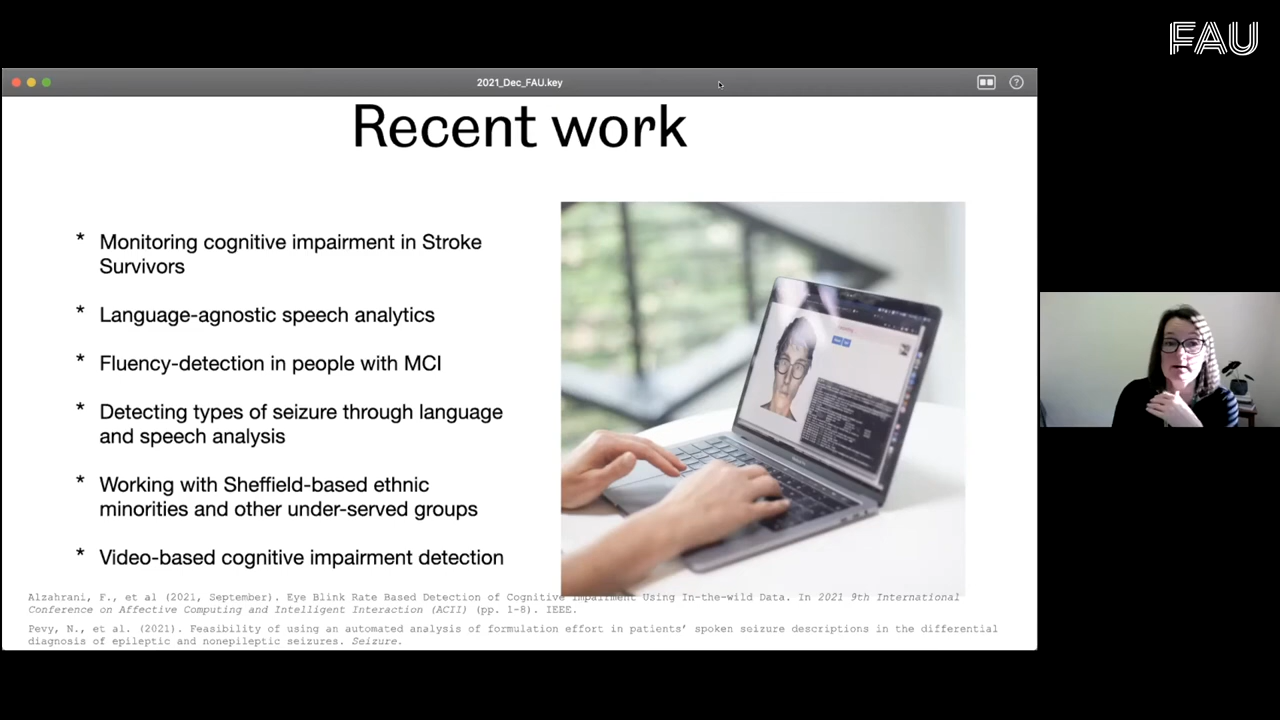 FAU
2021_Dec_FAU.key
?
Recent work
* Monitoring cognitive impairment in Stroke
Survivors
* Language-agnostic speech analytics
* Fluency-detection in people with MCI
* Detecting types of seizure through language
and speech analysis
* Working with Sheffield-based ethnic
minorities and other under-served groups
* Video-based cognitive impairment detection
Alzahrani, F., et al (2021, September). Eye Blink Rate Based Detection of Cognitive Impairment Using In-the-wild Data. In 2021 9th International
Conference on Affective Computing and Intelligent Interaction (ACII) (pp. 1-8). IEEE.
Pevy, N., et al. (2021). Feasibility of using an automated analysis of formulation effort in patients' spoken seizure descriptions in the differential
diagnosis of epileptic and nonepileptic seizures. Seizure.